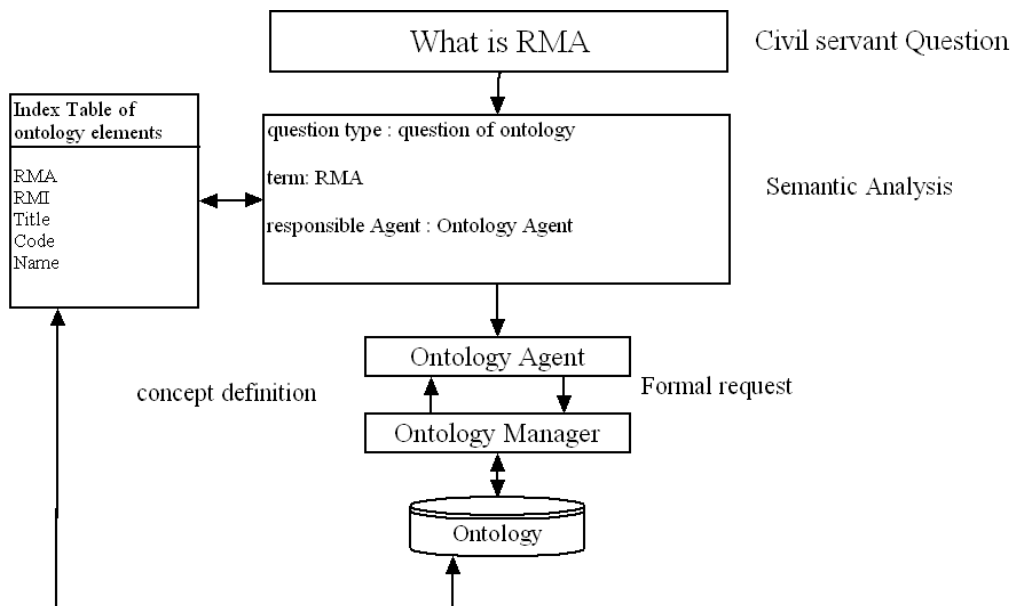 What is RMA
Civil servant Question
Index Table of
ontology elements
RMA
RMI
Title
Code
Name
question type : question of ontology
term: RMA
responsible Agent : Ontology Agent
Semantic Analysis
Ontology Agent
concept definition
Formal request
Ontology Manager
Ontology